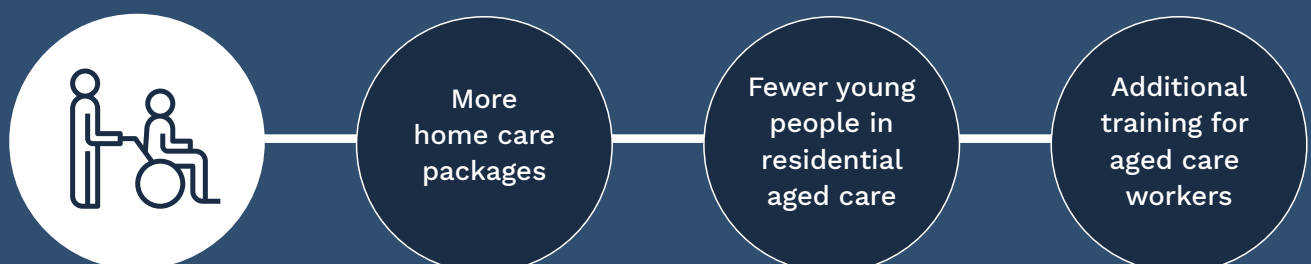 More
home care
packages
Fewer young
people in
residential
aged care
Additional
training for
aged care
workers